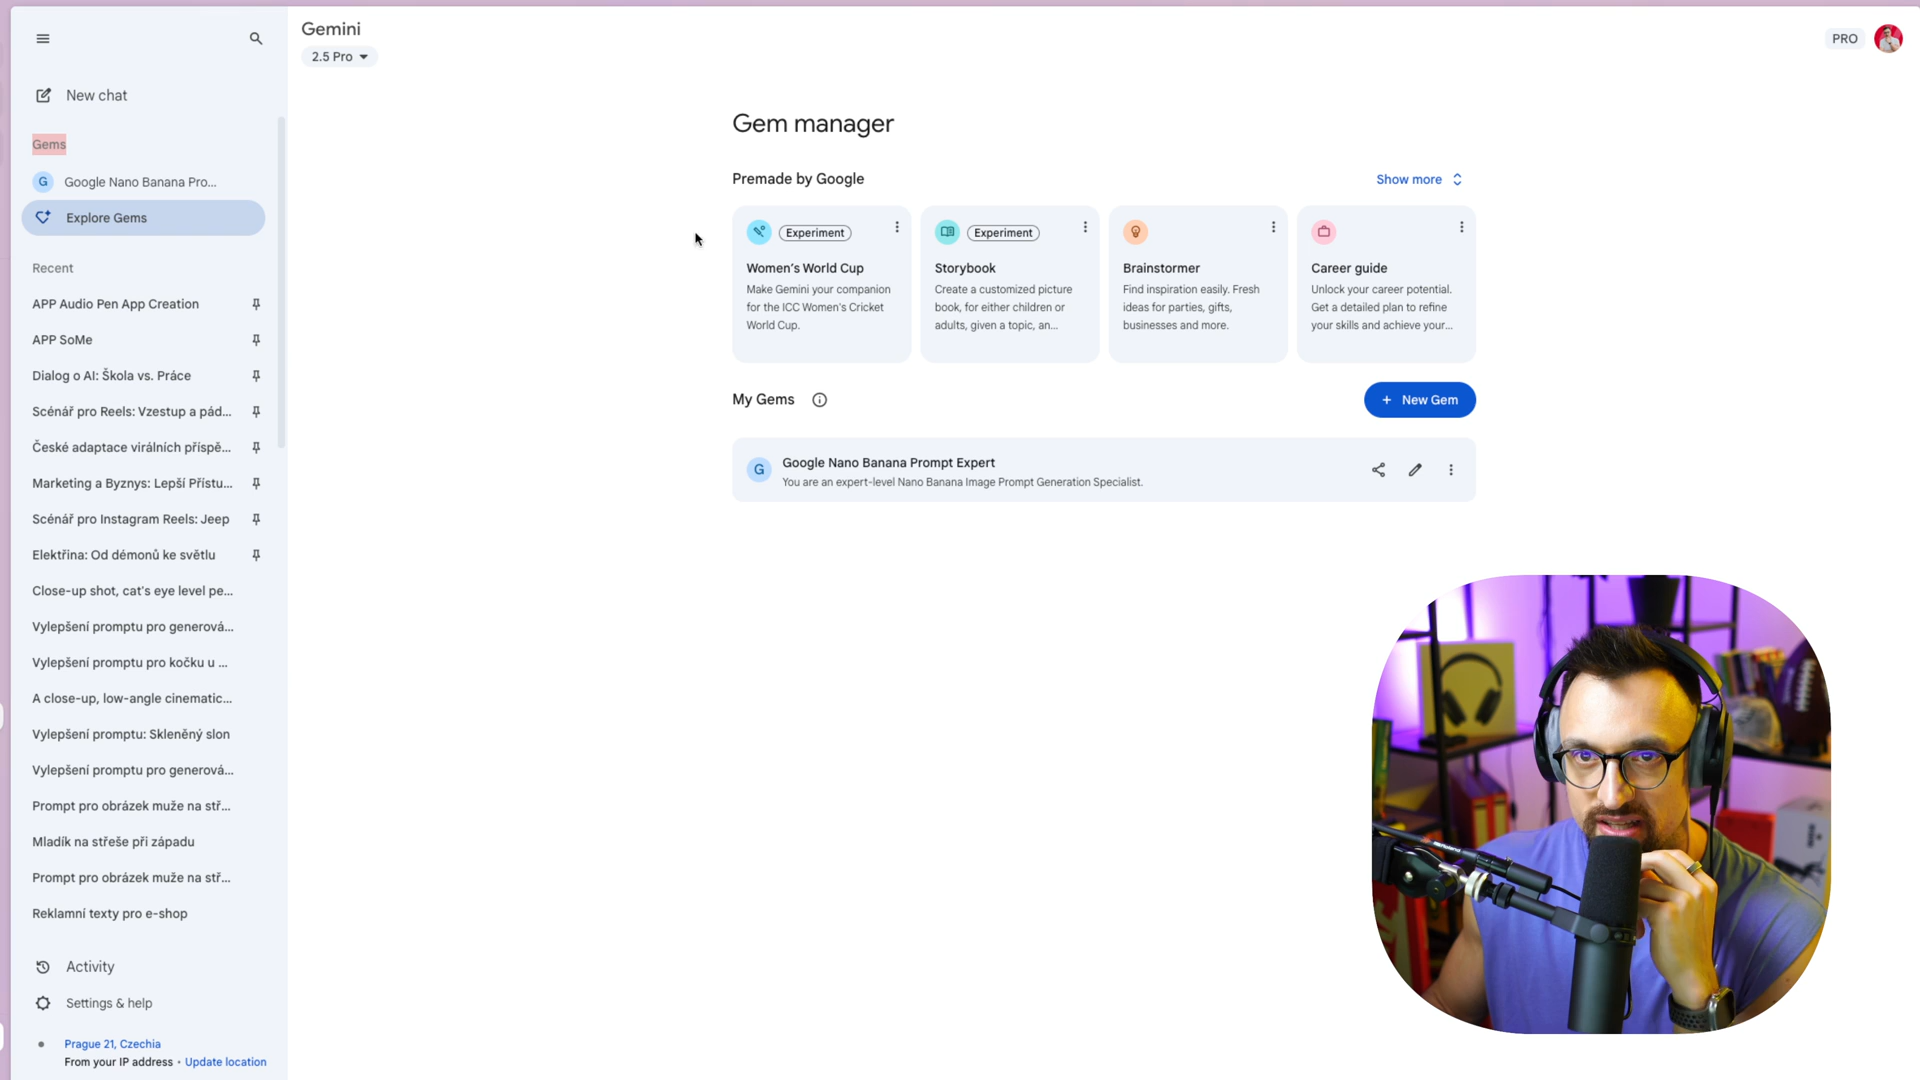 Gemini
2.5 Pro
PRO
New chat
Gems
G
Google Nano Banana Pro...
Explore Gems
Recent
APP Audio Pen App Creation
APP SoMe
Dialog o AI: Škola vs. Práce
Scénář pro Reels: Vzestup a pád...
České adaptace virálních příspě...
Marketing a Byznys: Lepší Přístu...
Scénář pro Instagram Reels: Jeep
Elektřina: Od démonů ke světlu
Close-up shot, cat's eye level pe...
Vylepšení promptu pro generová...
Vylepšení promptu pro kočku u ...
A close-up, low-angle cinematic...
Vylepšení promptu: Skleněný slon
Vylepšení promptu pro generová...
Prompt pro obrázek muže na stř...
Mladík na střeše při západu
Prompt pro obrázek muže na stř...
Reklamní texty pro e-shop
Activity
Settings & help
Prague 21, Czechia
From your IP address • Update location
Gem manager
Premade by Google
Show more
Experiment
Women's World Cup
Make Gemini your companion
for the ICC Women's Cricket
World Cup.
Experiment
Storybook
Create a customized picture
book, for either children or
adults, given a topic, an...
Brainstormer
Find inspiration easily. Fresh
ideas for parties, gifts,
businesses and more.
Career guide
Unlock your career potential.
Get a detailed plan to refine
your skills and achieve your...
My Gems
+ New Gem
G
Google Nano Banana Prompt Expert
You are an expert-level Nano Banana Image Prompt Generation Specialist.